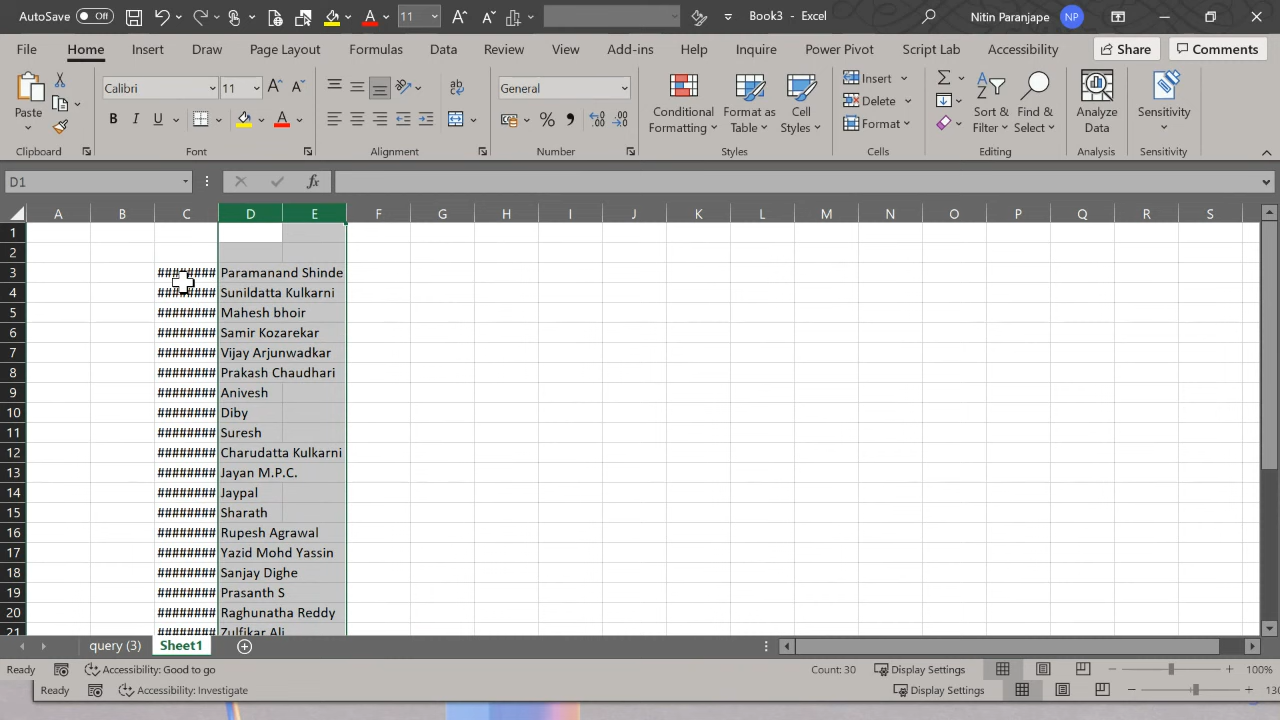 AutoSave Off 11 Book3 - Excel Nitin Paranjape NP
File Home Insert Draw Page Layout Formulas Data Review View Add-ins Help Inquire Power Pivot Script Lab Accessibility Share Comments
Paste Calibri 11 General Conditional Formatting Format as Table Cell Styles Insert Delete Format Sort & Filter Find & Select Analyze Data Sensitivity
Clipboard Font Alignment Number Styles Cells Editing Analysis Sensitivity
D1 fx
A B C D E F G H I J K L M N O P Q R S
1
2
3 ######## Paramanand Shinde
4 ######## Sunildatta Kulkarni
5 ######## Mahesh bhoir
6 ######## Samir Kozarekar
7 ######## Vijay Arjunwadkar
8 ######## Prakash Chaudhari
9 ######## Anivesh
10 ######## Diby
11 ######## Suresh
12 ######## Charudatta Kulkarni
13 ######## Jayan M.P.C.
14 ######## Jaypal
15 ######## Sharath
16 ######## Rupesh Agrawal
17 ######## Yazid Mohd Yassin
18 ######## Sanjay Dighe
19 ######## Prasanth S
20 ######## Raghunatha Reddy
21 ######## Zulfikar Ali
query (3) Sheet1
Ready Accessibility: Good to go Count: 30 Display Settings 100%
Ready Accessibility: Investigate Display Settings